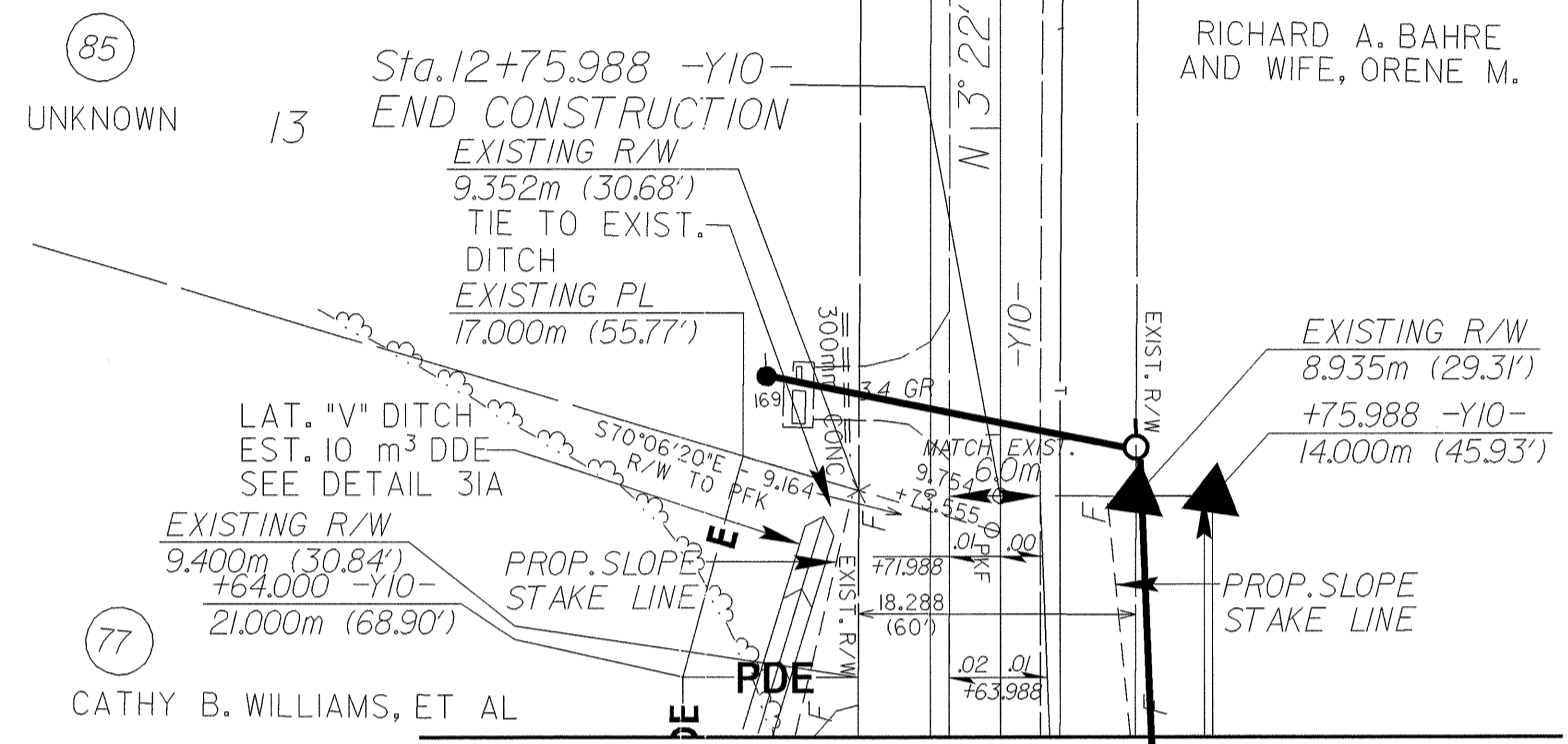 85
UNKNOWN
13
Sta.12+75.988 -Y10-
END CONSTRUCTION
EXISTING R/W
9.352m (30.68')
TIE TO EXIST.
DITCH
EXISTING PL
17.000m (55.77')
N 13° 22'
RICHARD A. BAHRE
AND WIFE, ORENE M.
-Y10-
300mm CONC.
169
3.4 GR
T
EXIST. R/W
EXISTING R/W
8.935m (29.31')
+75.988 -Y10-
14.000m (45.93')
LAT. "V" DITCH
EST. 10 m³ DDE
SEE DETAIL 31A
S70°06'20"E - 9.164
R/W TO PFK
MATCH EXIST.
6.0m
9.754
F
F
E
EXISTING R/W
9.400m (30.84')
+64.000 -Y10-
21.000m (68.90')
PROP. SLOPE
STAKE LINE
EXIST. R/W
.01 .00
PKF
+71.988
18.288
(60')
PROP. SLOPE
STAKE LINE
.02 .01
+63.988
77
CATHY B. WILLIAMS, ET AL
PDE
F
F